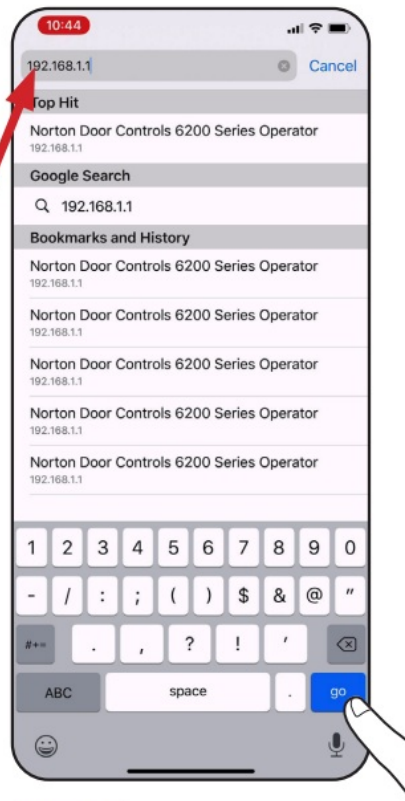 10:44
192.168.1.1 Cancel
Top Hit
Norton Door Controls 6200 Series Operator
192.168.1.1
Google Search
192.168.1.1
Bookmarks and History
Norton Door Controls 6200 Series Operator
192.168.1.1
Norton Door Controls 6200 Series Operator
192.168.1.1
Norton Door Controls 6200 Series Operator
192.168.1.1
Norton Door Controls 6200 Series Operator
192.168.1.1
Norton Door Controls 6200 Series Operator
192.168.1.1
1 2 3 4 5 6 7 8 9 0
- / : ; ( ) $ & @ "
#+= . , ? ! '
ABC space . go